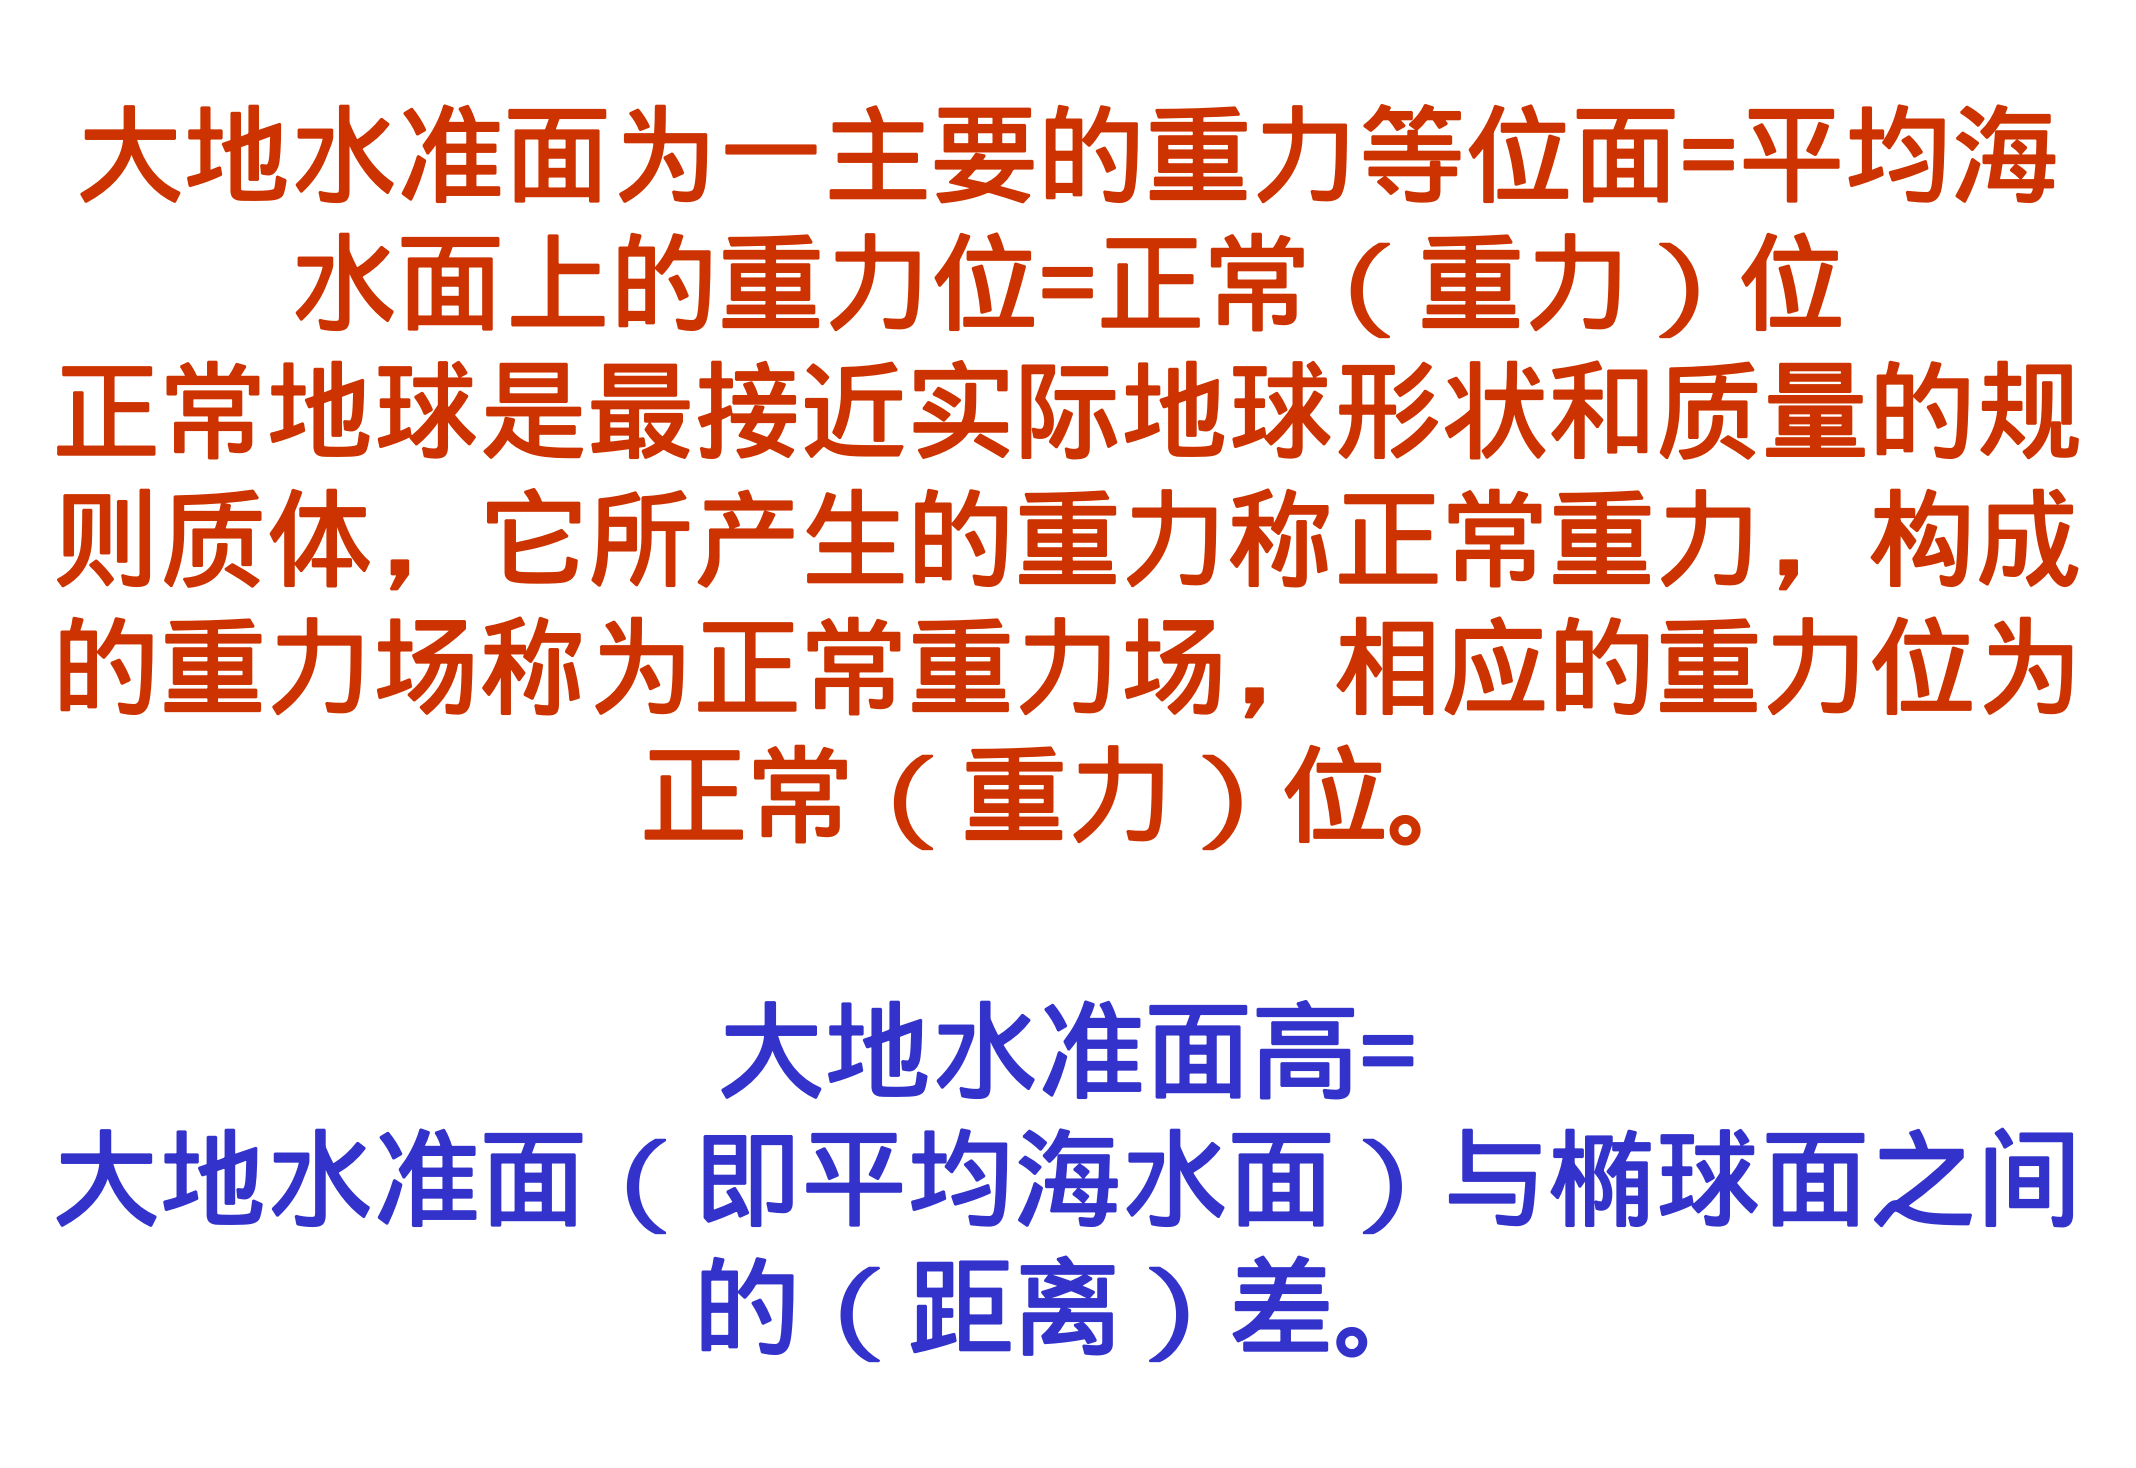 大地水准面为一主要的重力等位面=平均海
水面上的重力位=正常（重力）位
正常地球是最接近实际地球形状和质量的规
则质体，它所产生的重力称正常重力，构成
的重力场称为正常重力场，相应的重力位为
正常（重力）位。
大地水准面高=
大地水准面（即平均海水面）与椭球面之间
的（距离）差。